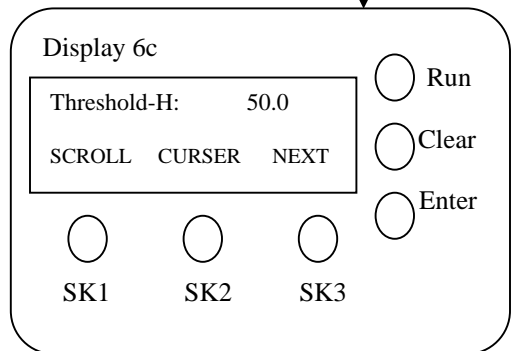 Display 6c
Run
Threshold-H: 50.0
Clear
SCROLL CURSER NEXT
Enter
SK1 SK2 SK3